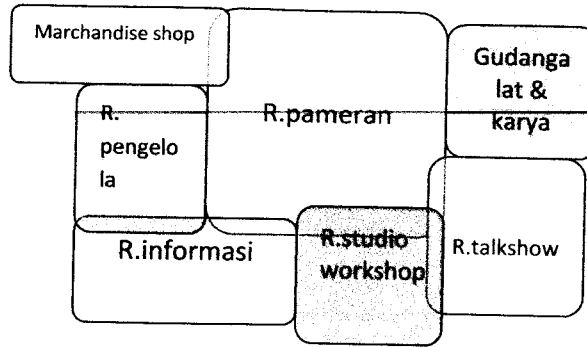 Marchandise shop
R.
pengelo
la
R.pameran
Gudanga
lat &
karya
R.informasi
R.studio
workshop
R.talkshow